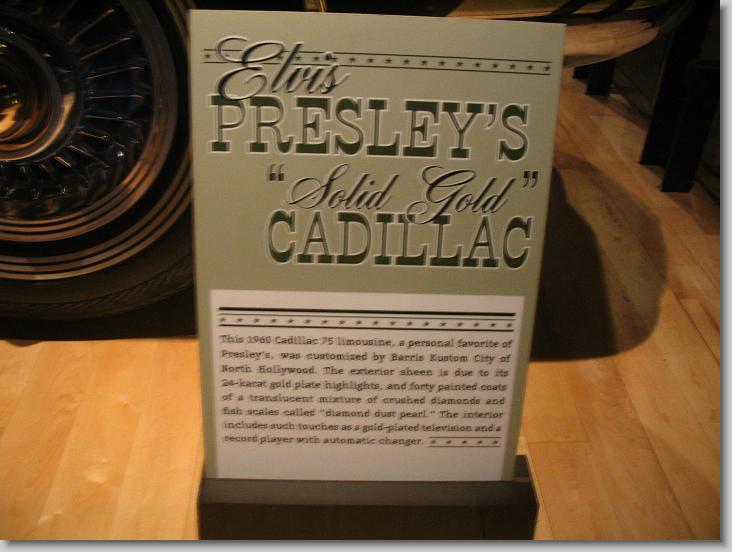 Elvis
PRESLEY'S
"Solid Gold"
CADILLAC
This 1960 Cadillac 75 limousine, a personal favorite of
Presley's, was customized by Barris Kustom City of
North Hollywood. The exterior sheen is due to its
24-karat gold plate highlights, and forty painted coats
of a translucent mixture of crushed diamonds and
fish scales called "diamond dust pearl." The interior
includes such touches as a gold-plated television and a
record player with automatic changer.